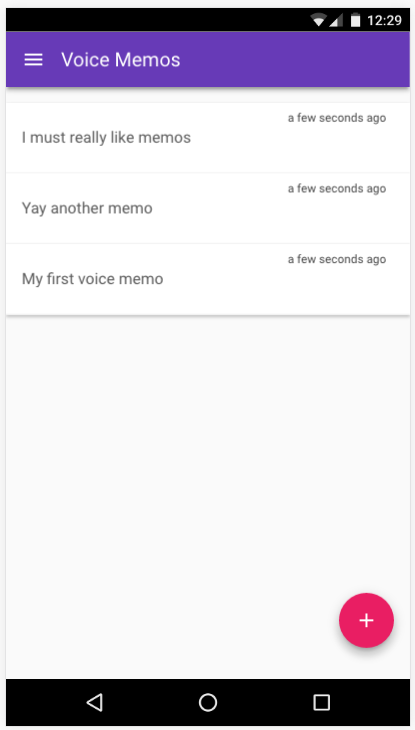 12:29
Voice Memos
a few seconds ago
I must really like memos
a few seconds ago
Yay another memo
a few seconds ago
My first voice memo